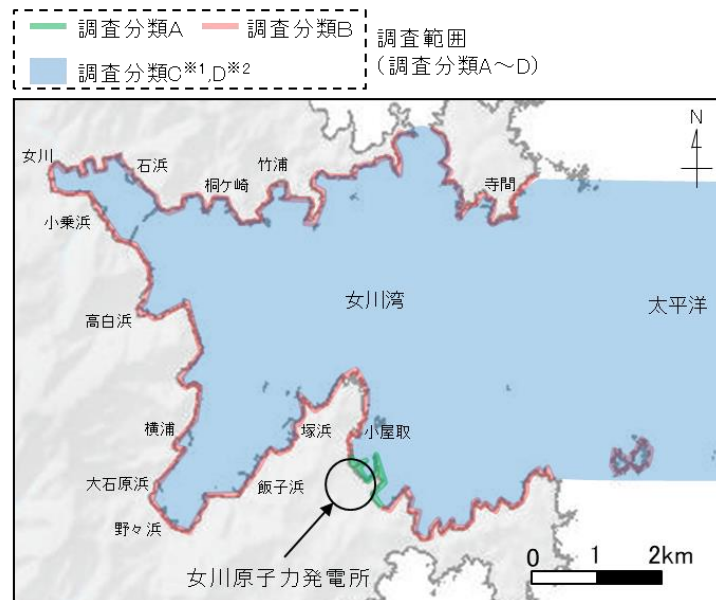 調査分類A 調査分類B
調査分類C※1,D※2
調査範囲
(調査分類A～D)
N
女川
石浜
竹浦
桐ケ崎
寺間
小乗浜
女川湾
太平洋
高白浜
横浦
塚浜
小屋取
大石原浜
飯子浜
野々浜
女川原子力発電所
0 1 2km